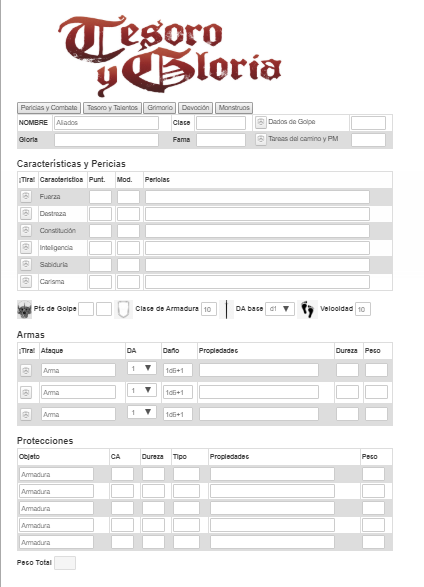 Tesoro
y Gloria
Pericias y Combate Tesoro y Talentos Grimorio Devoción Monstruos
NOMBRE Aliados Clase Dados de Golpe
Gloria Fama Tareas del camino y PM
Características y Pericias
¡Tira! Característica Punt. Mod. Pericias
Fuerza
Destreza
Constitución
Inteligencia
Sabiduría
Carisma
Pts de Golpe Clase de Armadura 10 DA base d1 Velocidad 10
Armas
¡Tira! Ataque DA Daño Propiedades Dureza Peso
Arma 1 1d6+1
Arma 1 1d6+1
Arma 1 1d6+1
Protecciones
Objeto CA Dureza Tipo Propiedades Peso
Armadura
Armadura
Armadura
Armadura
Armadura
Peso Total